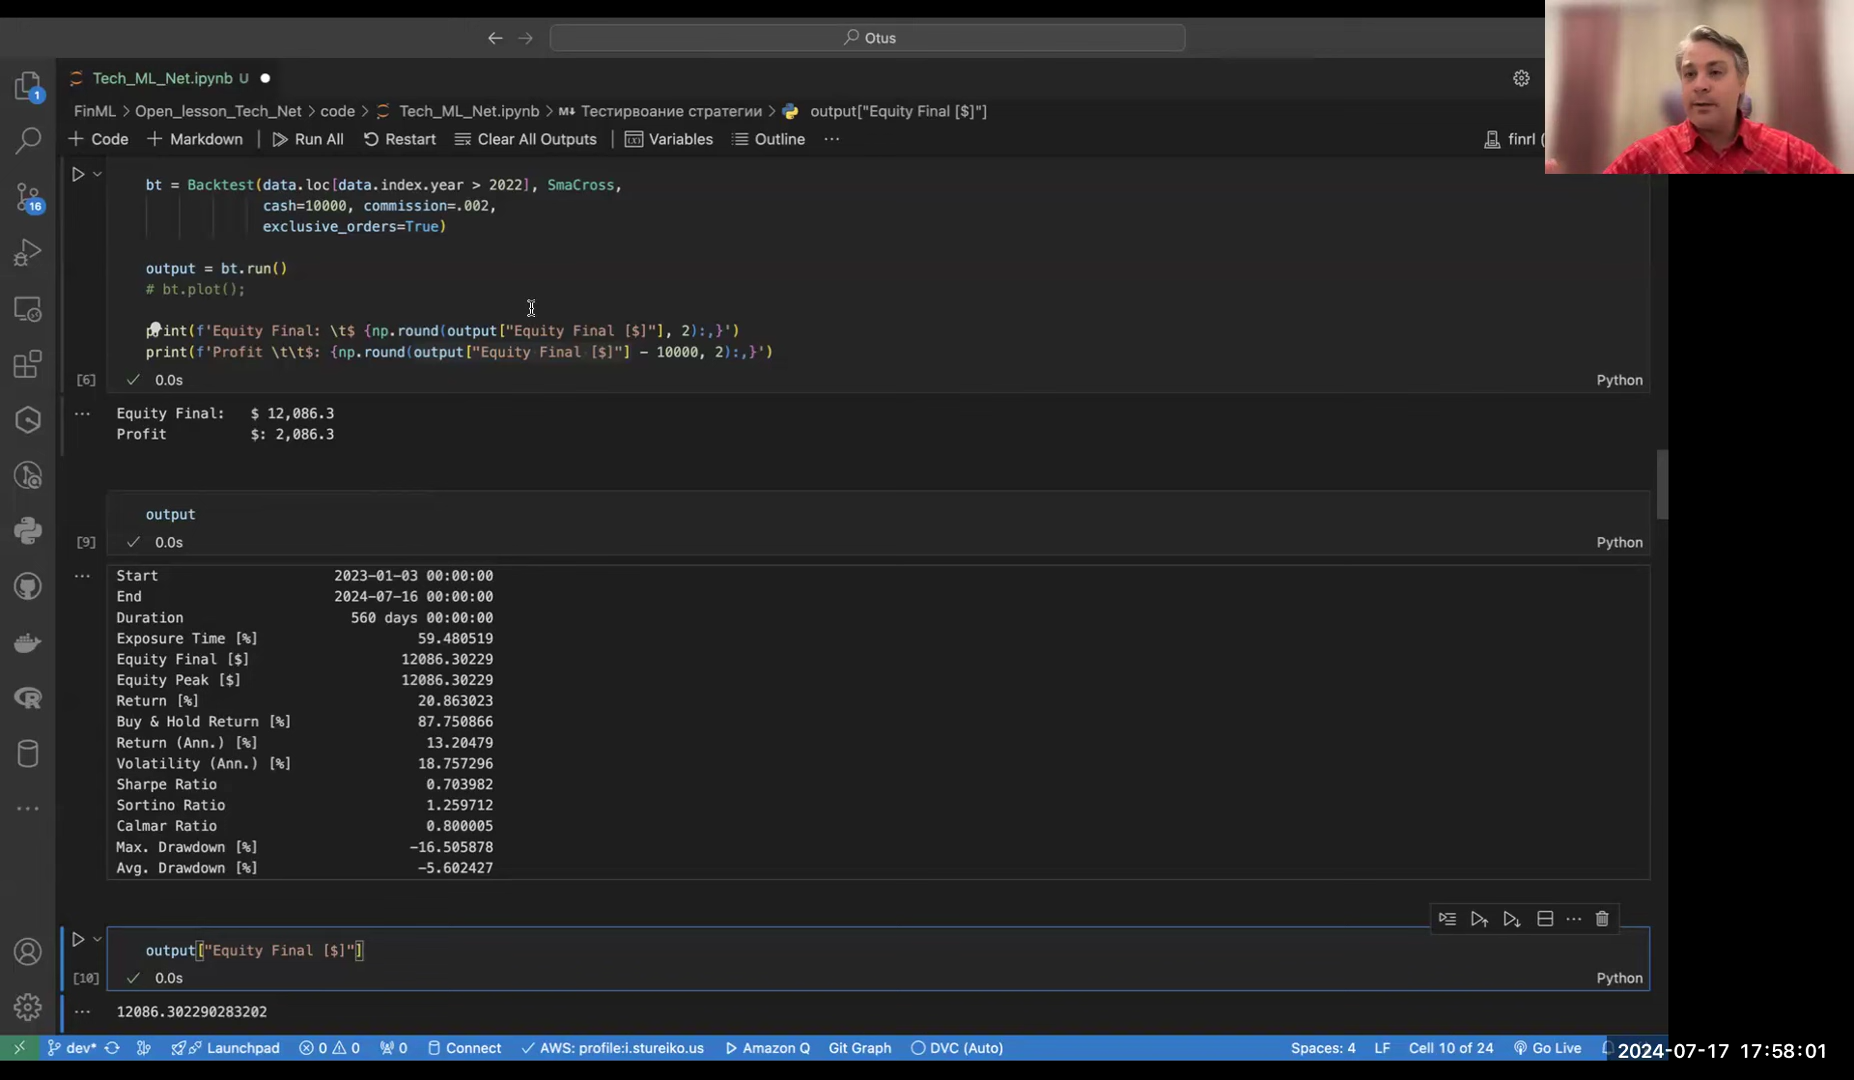 Otus
Tech_ML_Net.ipynb U
1
FinML > Open_lesson_Tech_Net > code > Tech_ML_Net.ipynb > M↓ Тестирвоание стратегии > output["Equity Final [$]"]
+ Code + Markdown Run All Restart Clear All Outputs Variables Outline ...
finrl (
bt = Backtest(data.loc[data.index.year > 2022], SmaCross,
cash=10000, commission=.002,
exclusive_orders=True)
16
output = bt.run()
# bt.plot();
print(f'Equity Final: \t$ {np.round(output["Equity Final [$]"], 2):,}')
print(f'Profit \t\t$: {np.round(output["Equity Final [$]"] - 10000, 2):,}')
[6] 0.0s Python
Equity Final: $ 12,086.3
Profit $: 2,086.3
output
[9] 0.0s Python
Start 2023-01-03 00:00:00
End 2024-07-16 00:00:00
Duration 560 days 00:00:00
Exposure Time [%] 59.480519
Equity Final [$] 12086.30229
Equity Peak [$] 12086.30229
Return [%] 20.863023
Buy & Hold Return [%] 87.750866
Return (Ann.) [%] 13.20479
Volatility (Ann.) [%] 18.757296
Sharpe Ratio 0.703982
Sortino Ratio 1.259712
Calmar Ratio 0.800005
Max. Drawdown [%] -16.505878
Avg. Drawdown [%] -5.602427
output["Equity Final [$]"]
[10] 0.0s Python
12086.302290283202
dev* Launchpad 0 0 0 Connect AWS: profile:i.stureiko.us Amazon Q Git Graph DVC (Auto) Spaces: 4 LF Cell 10 of 24 Go Live
2024-07-17 17:58:01